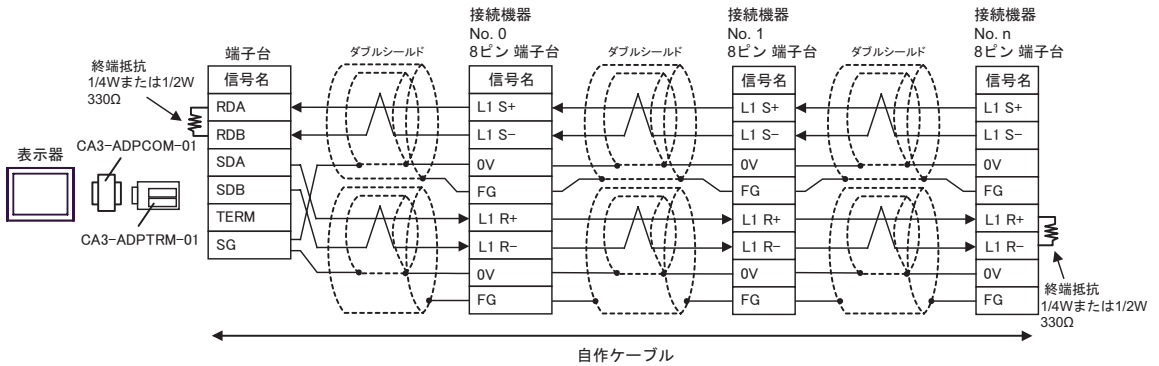 接続機器
No. 0
8ピン 端子台
接続機器
No. 1
8ピン 端子台
接続機器
No. n
8ピン 端子台
端子台
ダブルシールド
ダブルシールド
ダブルシールド
終端抵抗
1/4Wまたは1/2W
330Ω
信号名
RDA
RDB
SDA
SDB
TERM
SG
信号名
L1 S+
L1 S-
0V
FG
L1 R+
L1 R-
0V
FG
信号名
L1 S+
L1 S-
0V
FG
L1 R+
L1 R-
0V
FG
信号名
L1 S+
L1 S-
0V
FG
L1 R+
L1 R-
0V
FG
表示器
CA3-ADPCOM-01
CA3-ADPTRM-01
終端抵抗
1/4Wまたは1/2W
330Ω
自作ケーブル